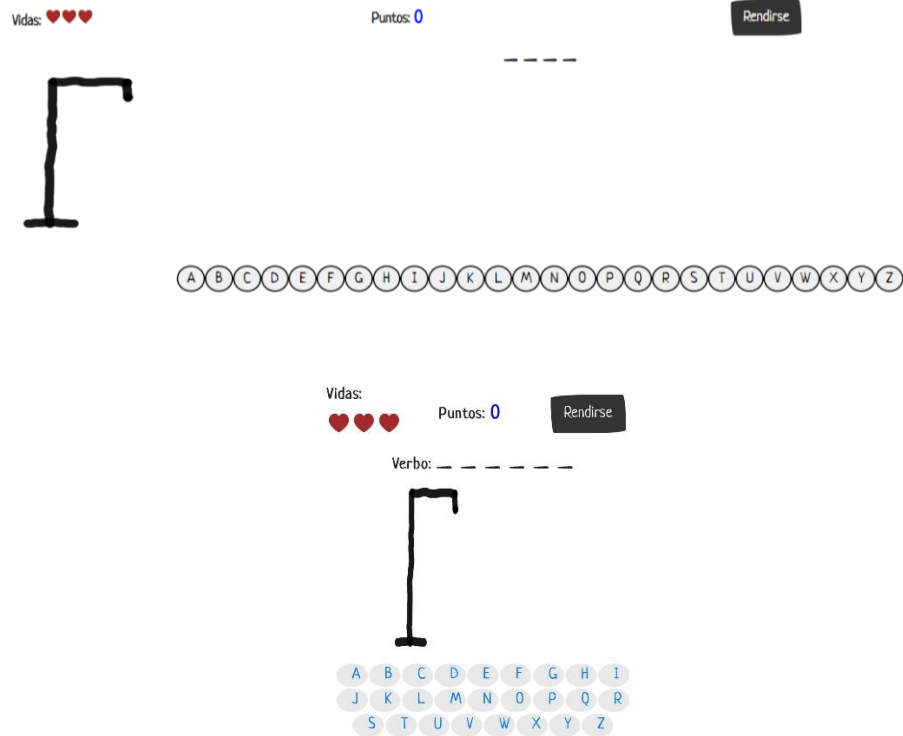 Vidas: Puntos: 0 Rendirse
_ _ _ _
A B C D E F G H I J K L M N O P Q R S T U V W X Y Z
Vidas:
Puntos: 0 Rendirse
Verbo: _ _ _ _ _ _
A B C D E F G H I
J K L M N O P Q R
S T U V W X Y Z